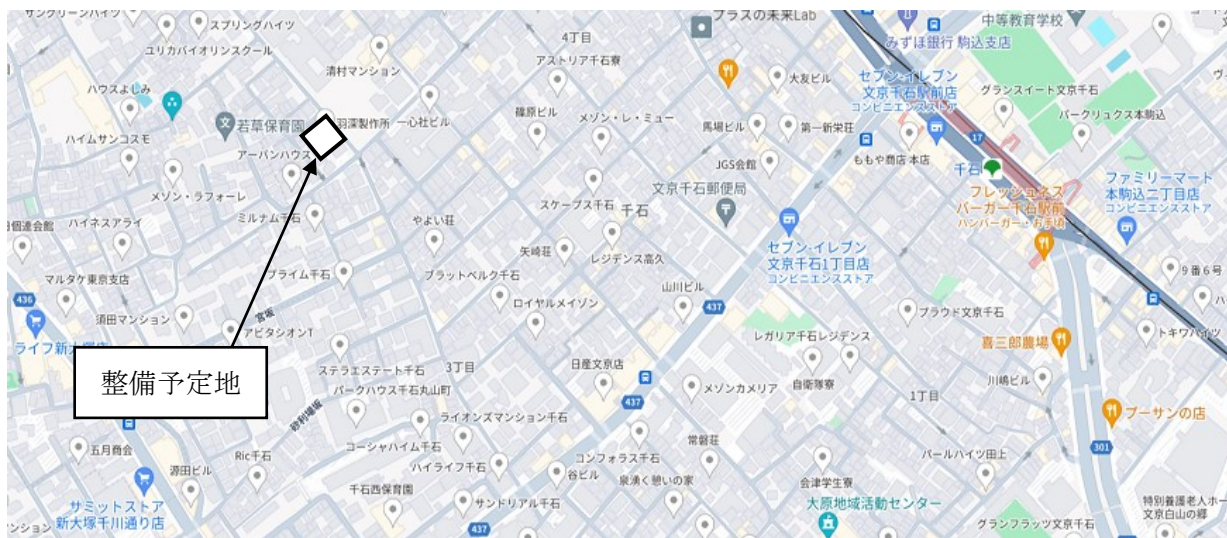 サングリーンハイツ
スプリングハイツ
ユリカバイオリンスクール
清村マンション
ハウスよしみ
ハイムサンコスモ
若草保育園
羽深製作所
一心社ビル
アーバンハウス
メゾン・ラフォーレ
ハイネスアライ
ミルナム千石
マルタケ東京支店
プライム千石
436
須田マンション
宮坂
アビタシオンT
整備予定地
五月商会
源田ビル
サミットストア
新大塚千川通り店
Ric千石
砂利場坂
ステラエステート千石
パークハウス千石丸山町
コーシャハイム千石
千石西保育園
ハイライフ千石
ライオンズマンション千石
サンドリアル千石
437
3丁目
やよい荘
プラットベルク千石
ロイヤルメイゾン
矢崎荘
レジデンス高久
スケープス千石
千石
4丁目
アストリア千石寮
篠原ビル
メゾン・レ・ミュー
プラスの未来Lab
大友ビル
馬場ビル
第一新栄荘
JGS会館
文京千石郵便局
セブン-イレブン
文京千石1丁目店
コンビニエンスストア
山川ビル
437
レガリア千石レジデンス
日産文京店
437
メゾンカメリア
自衛隊寮
常磐荘
コンフォラス千石
谷ビル
泉湧く憩いの家
会津学生寮
大原地域活動センター
みずほ銀行 駒込支店
中等教育学校
セブン-イレブン
文京千石駅前店
コンビニエンスストア
グランスイート文京千石
パークリュクス本駒込
17
ももや商店 本店
千石
フレッシュネス
バーガー千石駅前
ハンバーガー・お手頃
ファミリーマート
本駒込二丁目店
コンビニエンスストア
9番6号
トキワハイツ
プラウド文京千石
喜三郎農場
川嶋ビル
1丁目
プーサンの店
301
パールハイツ田上
グランフラッツ文京千石
特別養護老人ホー
文京白山の郷